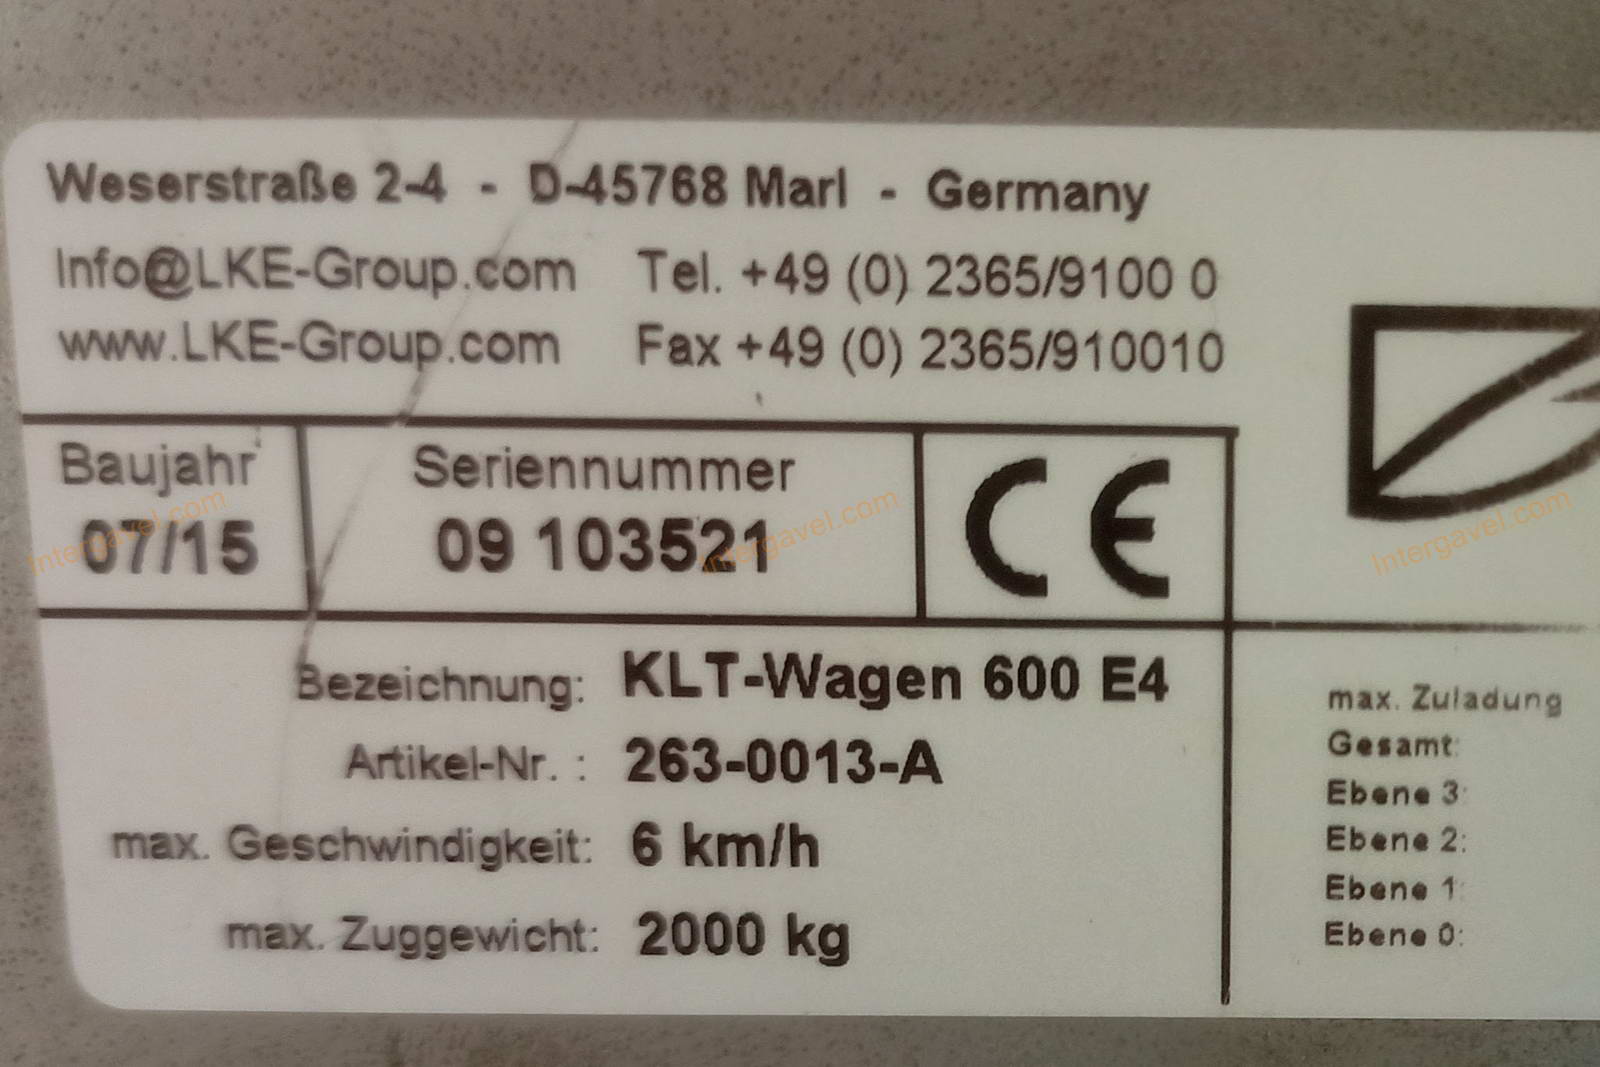 Weserstraße 2-4 - D-45768 Marl - Germany
Info@LKE-Group.com Tel. +49 (0) 2365/9100 0
www.LKE-Group.com Fax +49 (0) 2365/910010
Baujahr Seriennummer
07/15 09 103521 CE
Bezeichnung: KLT-Wagen 600 E4
Artikel-Nr. : 263-0013-A
max. Geschwindigkeit: 6 km/h
max. Zuggewicht: 2000 kg
max. Zuladung
Gesamt:
Ebene 3:
Ebene 2:
Ebene 1:
Ebene 0:
Intergavel.com
Intergavel.com
Intergavel.com